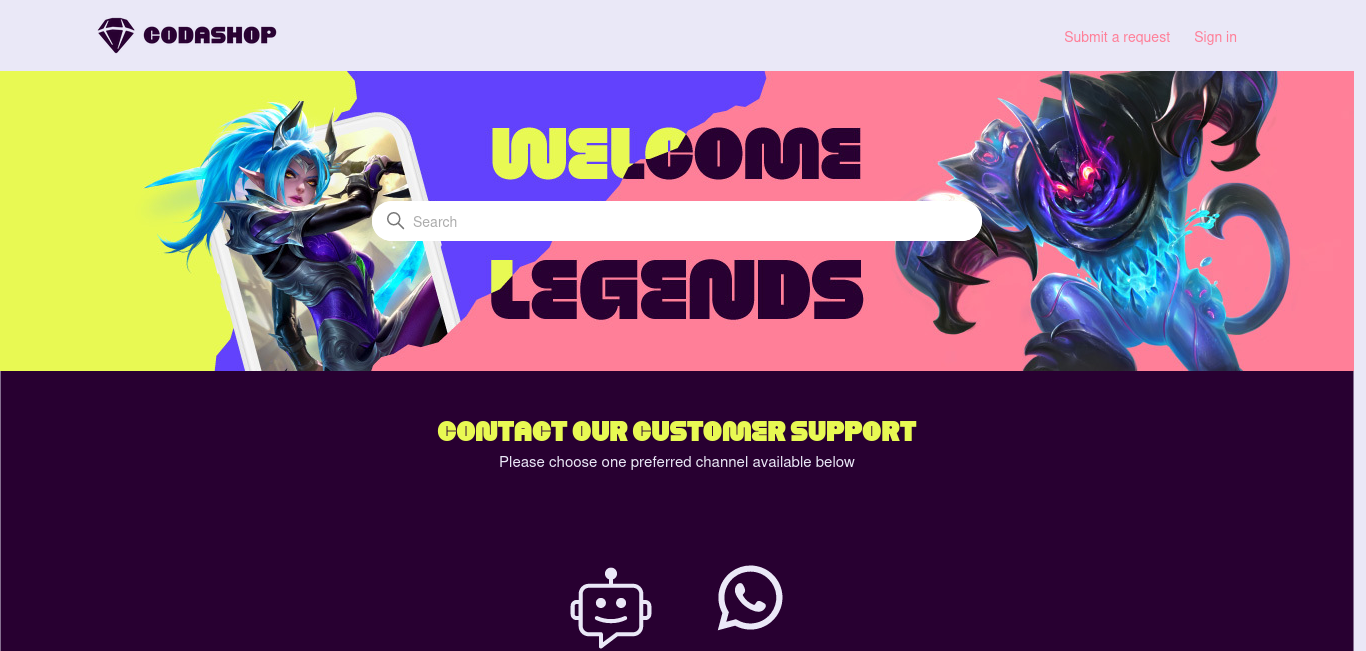 CODASHOP
Submit a request
Sign in
WELCOME
Search
LEGENDS
CONTACT OUR CUSTOMER SUPPORT
Please choose one preferred channel available below